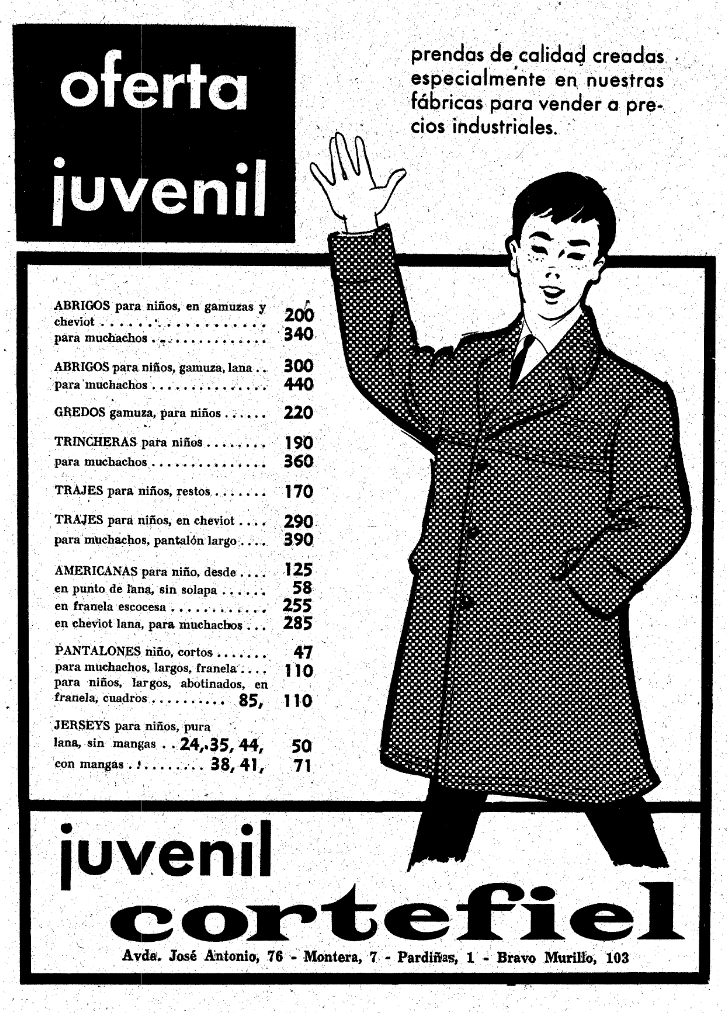 oferta
juvenil
prendas de calidad creadas
especialmente en nuestras
fábricas para vender a pre-
cios industriales.
ABRIGOS para niños, en gamuzas y
cheviot . . . . . . . . . . . . . . . . . . . 200
para muchachos . . . . . . . . . . . . . 340
ABRIGOS para niños, gamuza, lana . . 300
para muchachos . . . . . . . . . . . . . . 440
GREDOS gamuza, para niños . . . . . . 220
TRINCHERAS para niños . . . . . . . . 190
para muchachos . . . . . . . . . . . . . . 360
TRAJES para niños, restos . . . . . . . 170
TRAJES para niños, en cheviot . . . . 290
para muchachos, pantalón largo . . . . 390
AMERICANAS para niño, desde . . . . 125
en punto de lana, sin solapa . . . . . . 58
en franela escocesa . . . . . . . . . . . . 255
en cheviot lana, para muchachos . . . 285
PANTALONES niño, cortos . . . . . . . 47
para muchachos, largos, franela . . . . 110
para niños, largos, abotinados, en
franela, cuadros . . . . . . . . . . 85, 110
JERSEYS para niños, pura
lana, sin mangas . . 24, 35, 44, 50
con mangas . . . . . . . . . 38, 41, 71
juvenil
cortefiel
Avda. José Antonio, 76 - Montera, 7 - Pardiñas, 1 - Bravo Murillo, 103